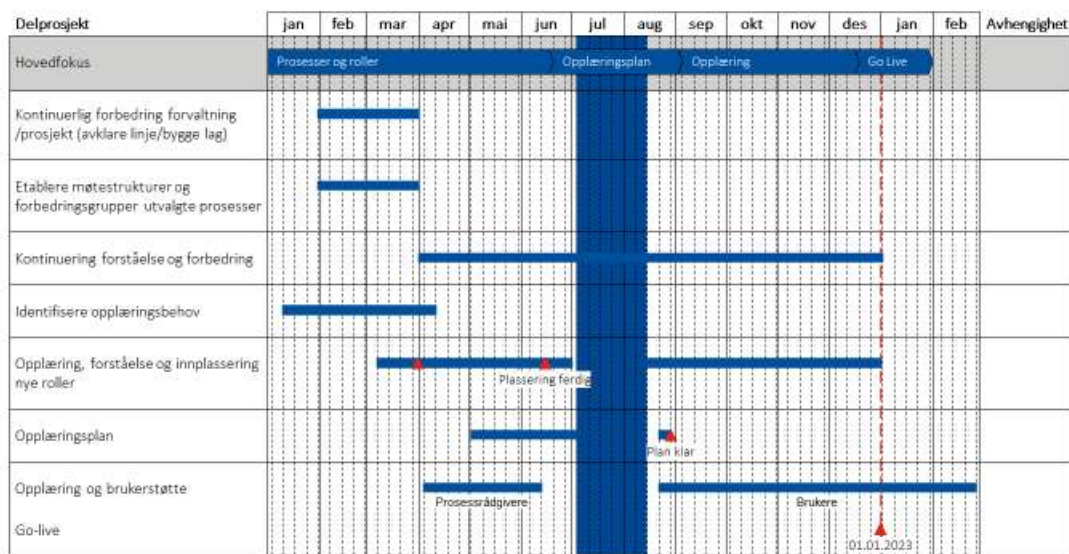 Delprosjekt jan feb mar apr mai jun jul aug sep okt nov des jan feb Avhengighet
Hovedfokus Prosesser og roller Opplæringsplan Opplæring Go Live
Kontinuerlig forbedring forvaltning
/prosjekt (avklare linje/bygge lag)
Etablere møtestrukturer og
forbedringsgrupper utvalgte prosesser
Kontinuering forståelse og forbedring
Identifisere opplæringsbehov
Opplæring, forståelse og innplassering
nye roller
Plassering ferdig
Opplæringsplan
Plan klar
Opplæring og brukerstøtte
Prosessrådgivere Brukere
Go-live
01.01.2023